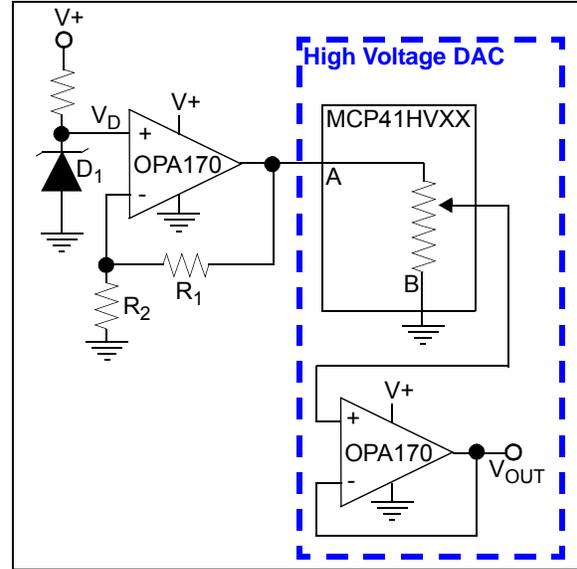 V+
High Voltage DAC
V+
MCP41HVXX
VD
+
OPA170
-
D1
A
R1
B
R2
V+
+
OPA170
-
VOUT